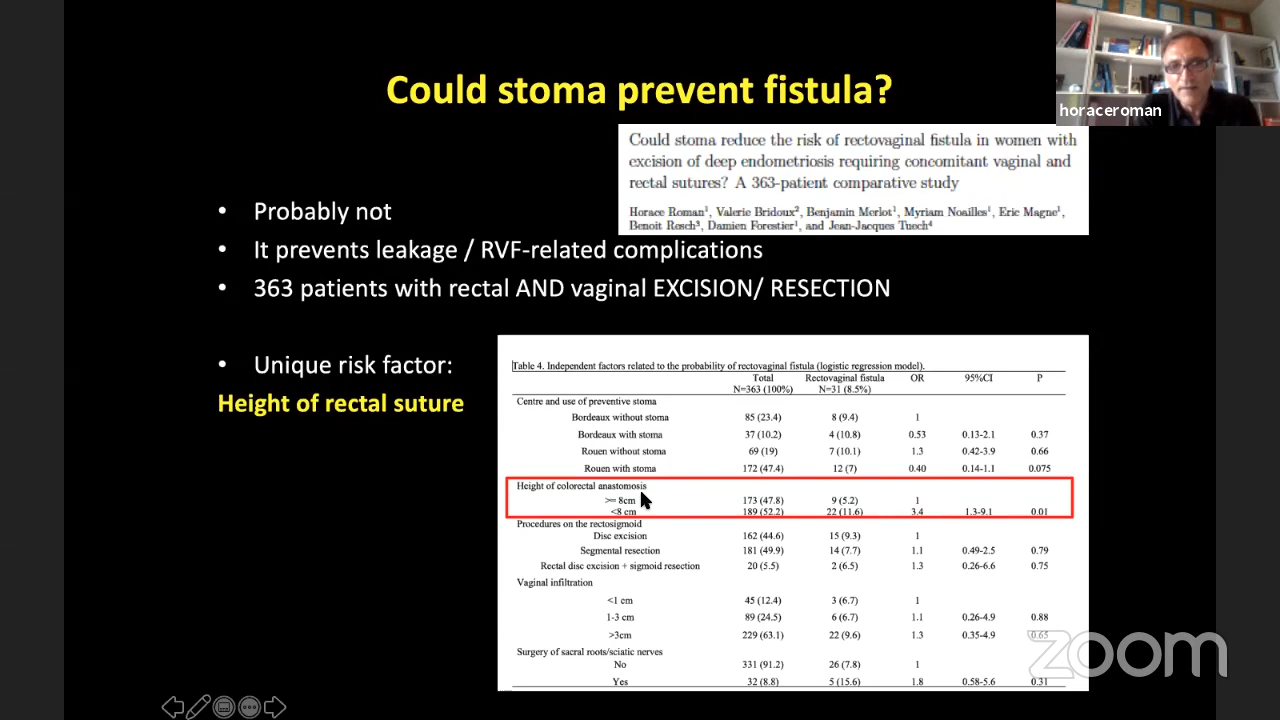 Could stoma prevent fistula?
horaceroman
Could stoma reduce the risk of rectovaginal fistula in women with
excision of deep endometriosis requiring concomitant vaginal and
rectal sutures? A 363-patient comparative study
Horace Roman¹, Valerie Bridoux², Benjamin Merlot¹, Myriam Noailles¹, Eric Magne¹,
Benoit Resch³, Damien Forestier¹, and Jean-Jacques Tuech⁴
• Probably not
• It prevents leakage / RVF-related complications
• 363 patients with rectal AND vaginal EXCISION/ RESECTION
• Unique risk factor:
Height of rectal suture
Table 4. Independent factors related to the probability of rectovaginal fistula (logistic regression model).
Total Rectovaginal fistula OR 95%CI P
N=363 (100%) N=31 (8.5%)
Centre and use of preventive stoma
Bordeaux without stoma 85 (23.4) 8 (9.4) 1
Bordeaux with stoma 37 (10.2) 4 (10.8) 0.53 0.13-2.1 0.37
Rouen without stoma 69 (19) 7 (10.1) 1.3 0.42-3.9 0.66
Rouen with stoma 172 (47.4) 12 (7) 0.40 0.14-1.1 0.075
Height of colorectal anastomosis
>= 8cm 173 (47.8) 9 (5.2) 1
<8 cm 189 (52.2) 22 (11.6) 3.4 1.3-9.1 0.01
Procedures on the rectosigmoid
Disc excision 162 (44.6) 15 (9.3) 1
Segmental resection 181 (49.9) 14 (7.7) 1.1 0.49-2.5 0.79
Rectal disc excision + sigmoid resection 20 (5.5) 2 (6.5) 1.3 0.26-6.6 0.75
Vaginal infiltration
<1 cm 45 (12.4) 3 (6.7) 1
1-3 cm 89 (24.5) 6 (6.7) 1.1 0.26-4.9 0.88
>3cm 229 (63.1) 22 (9.6) 1.3 0.35-4.9 0.65
Surgery of sacral roots/sciatic nerves
No 331 (91.2) 26 (7.8) 1
Yes 32 (8.8) 5 (15.6) 1.8 0.58-5.6 0.31
zoom